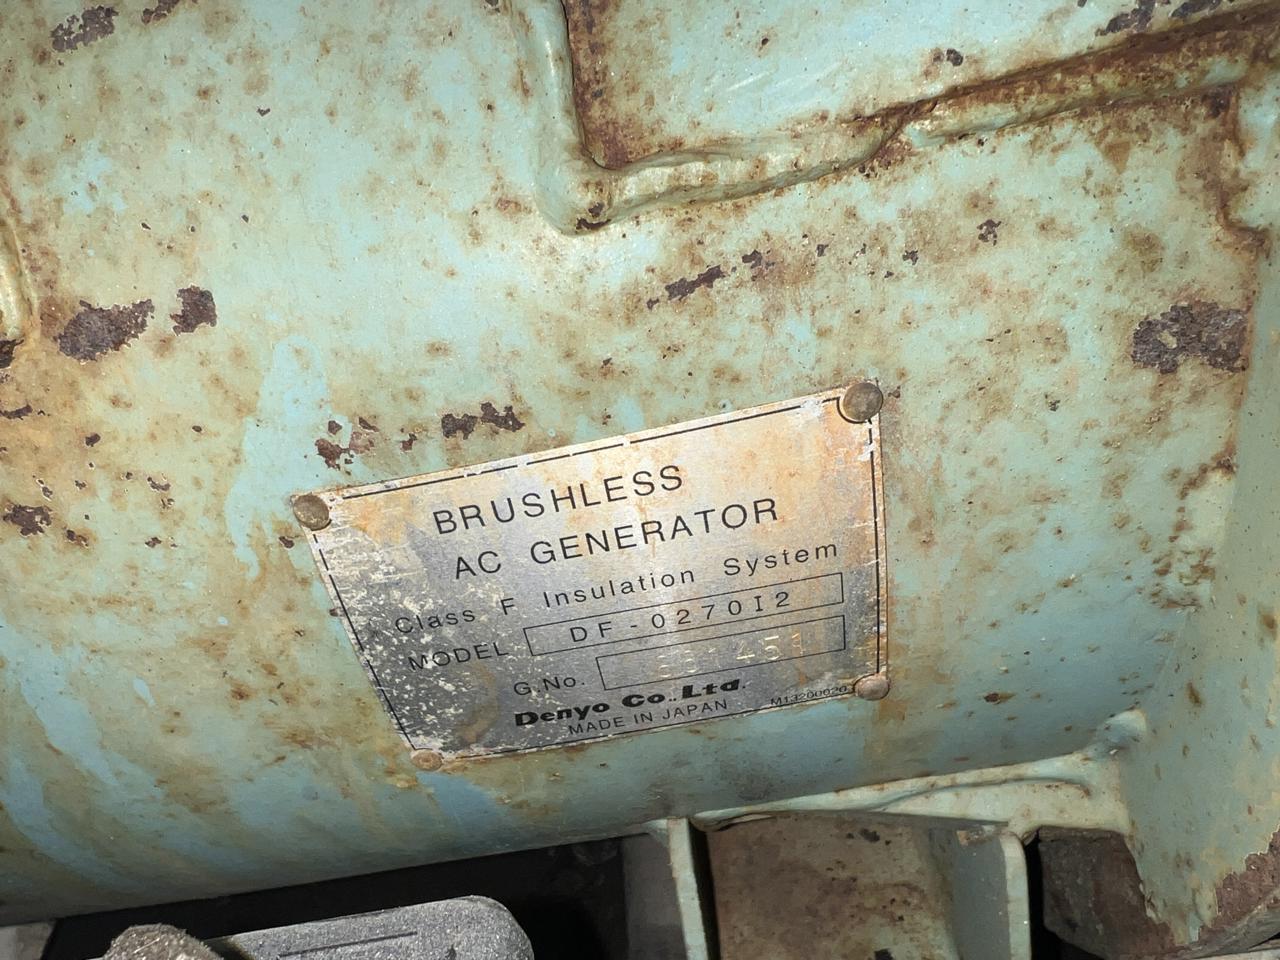 BRUSHLESS
AC GENERATOR
Class F Insulation System
MODEL DF-0270I2
G.No.
Denyo Co.,Ltd.
MADE IN JAPAN M13200020